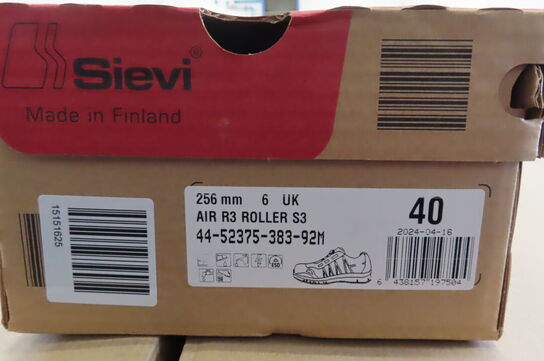 Sievi®
Made in Finland
15151625
256 mm 6 UK
AIR R3 ROLLER S3
44-52375-383-92M
40
2024-04-16
6 438157 197504